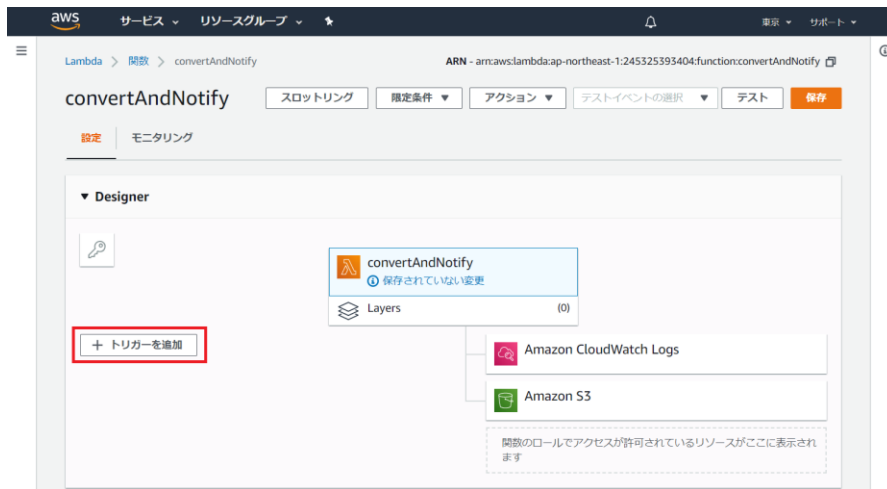 aws サービス リソースグループ 東京 サポート
Lambda > 関数 > convertAndNotify
ARN - arn:aws:lambda:ap-northeast-1:245325393404:function:convertAndNotify
convertAndNotify スロットリング 限定条件 アクション テストイベントの選択 テスト 保存
設定 モニタリング
Designer
convertAndNotify
保存されていない変更
Layers (0)
+ トリガーを追加
Amazon CloudWatch Logs
Amazon S3
関数のロールでアクセスが許可されているリソースがここに表示され
ます